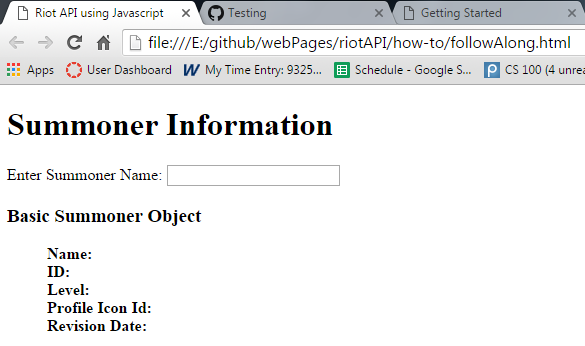 Riot API using Javascript
Testing
Getting Started
file:///E:/github/webPages/riotAPI/how-to/followAlong.html
Apps
User Dashboard
My Time Entry: 9325...
Schedule - Google S...
CS 100 (4 unrea
Summoner Information
Enter Summoner Name:
Basic Summoner Object
Name:
ID:
Level:
Profile Icon Id:
Revision Date: